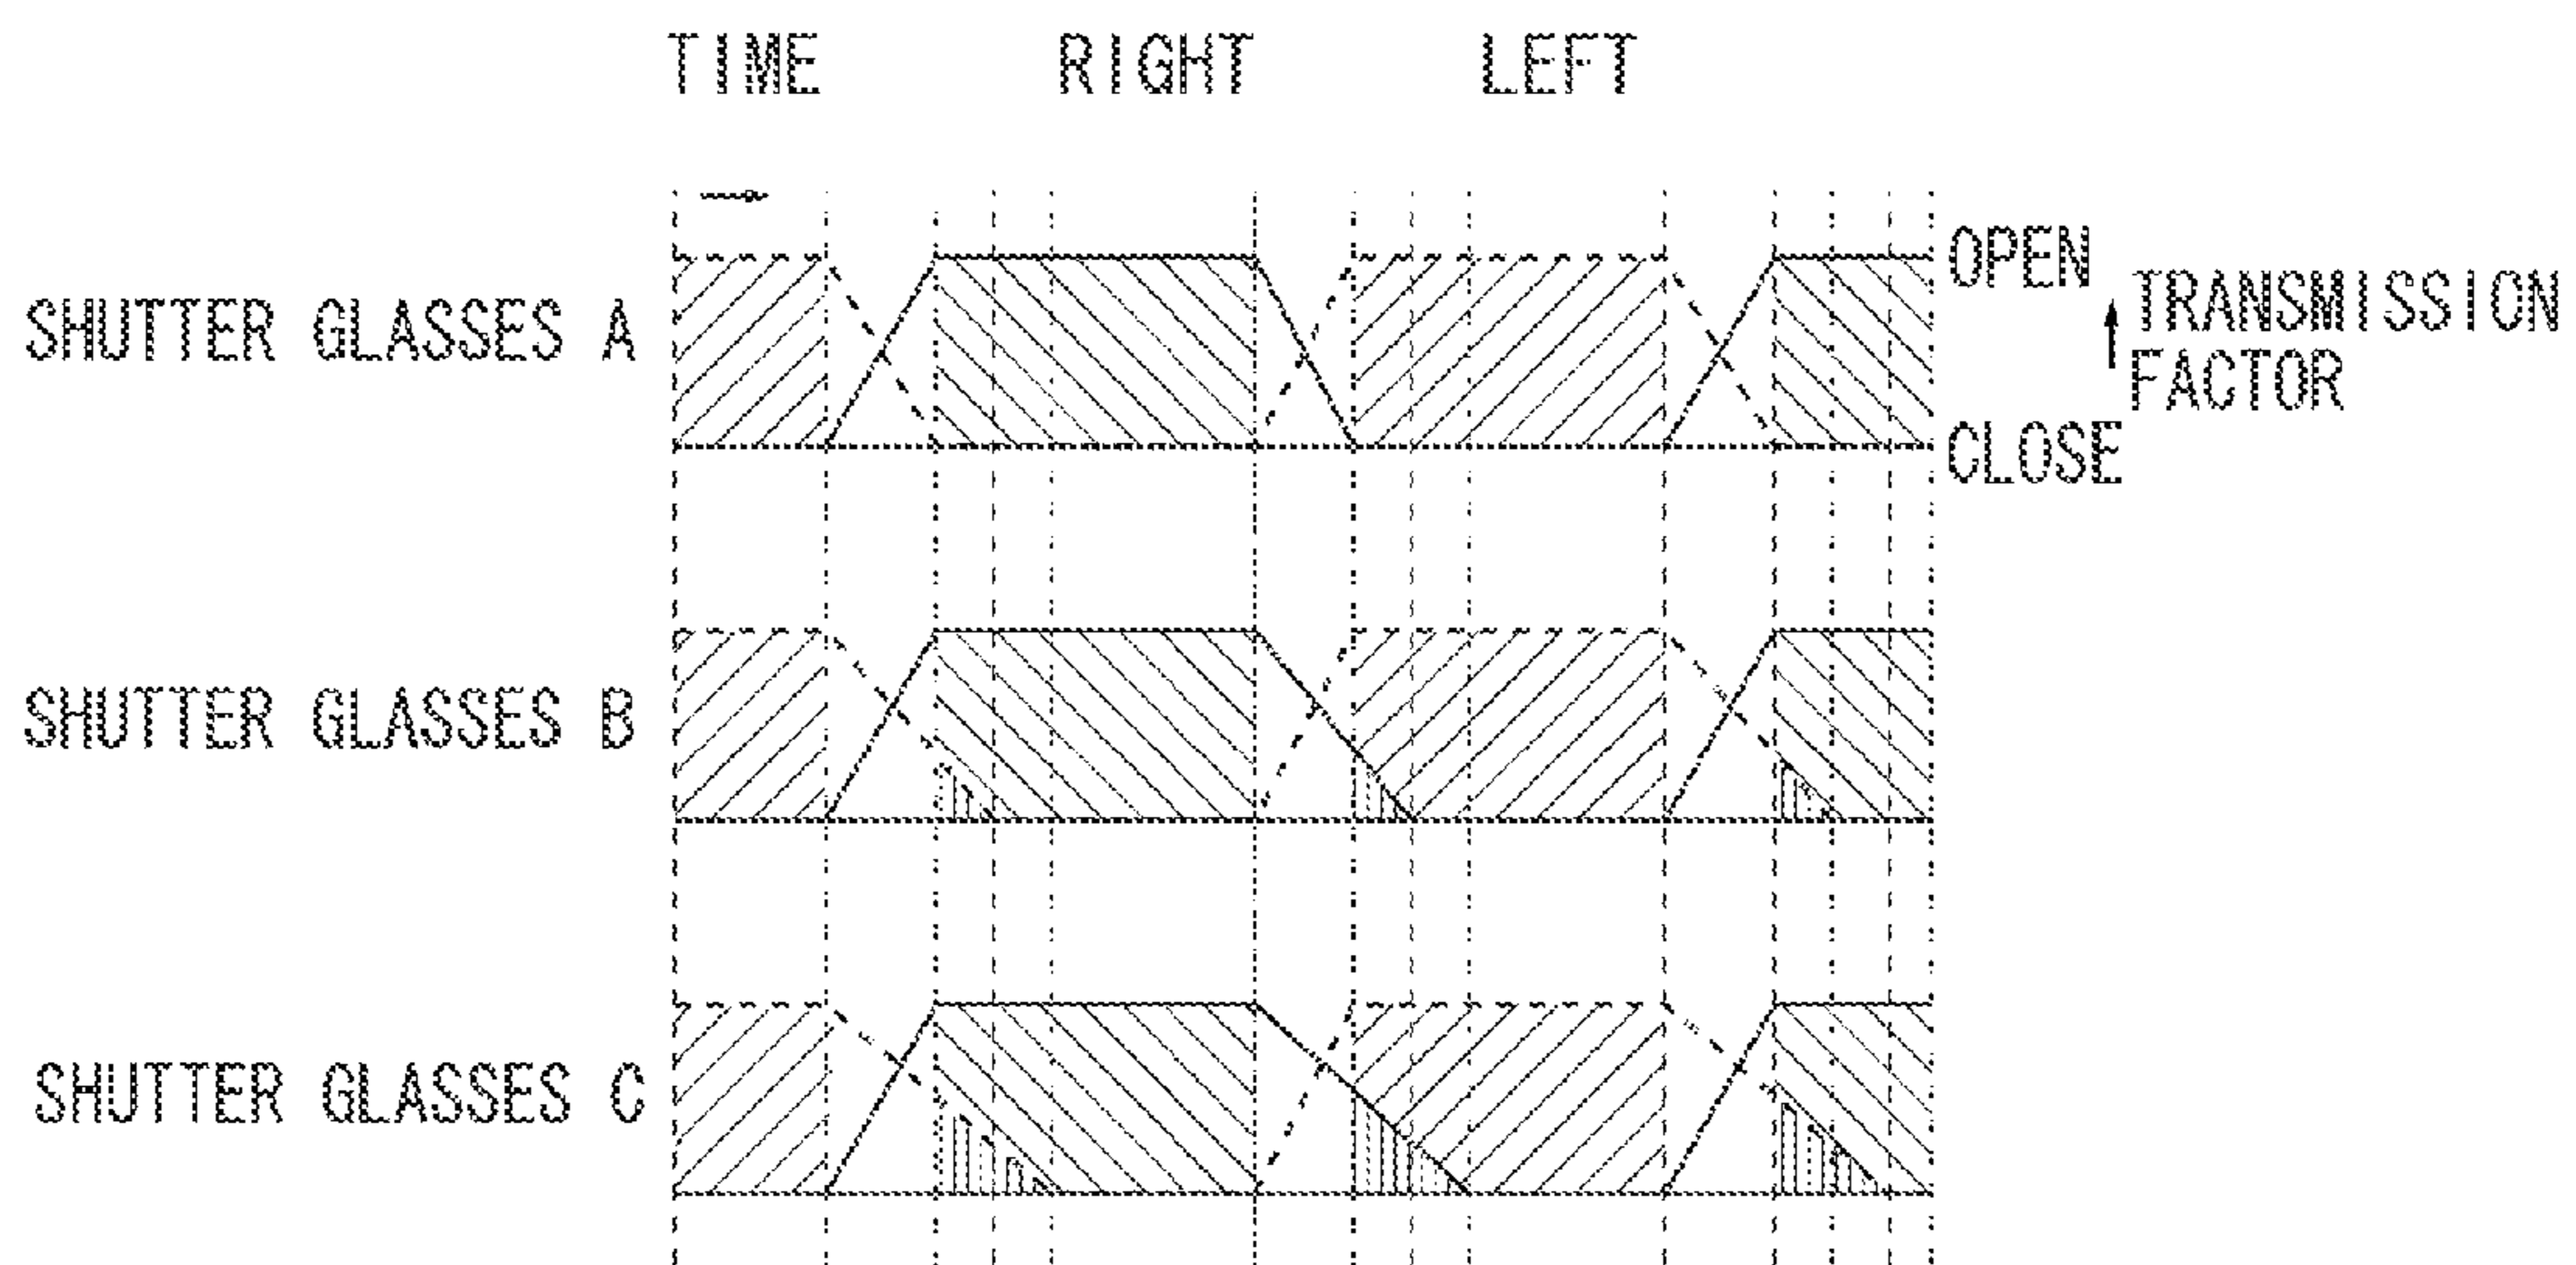 TIME RIGHT LEFT
OPEN
SHUTTER GLASSES A
TRANSMISSION
FACTOR
CLOSE
SHUTTER GLASSES B
SHUTTER GLASSES C